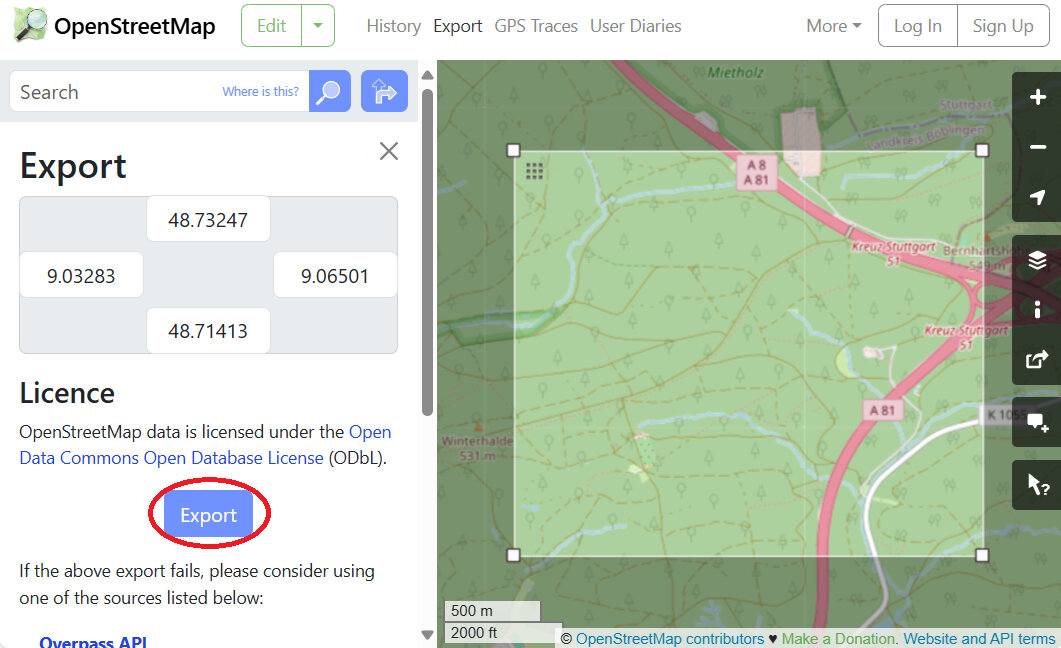 OpenStreetMap
Edit
History Export GPS Traces User Diaries
More
Log In
Sign Up
Search
Where is this?
Export
48.73247
9.03283
9.06501
48.71413
Licence
OpenStreetMap data is licensed under the Open
Data Commons Open Database License (ODbL).
Export
If the above export fails, please consider using
one of the sources listed below:
Overpass API
Mietholz
Stuttgart
Landkreis Böblingen
A 8
A 81
Kreuz Stuttgart
51
Bernhartshöhe
549 m
Kreuz Stuttgart
51
A 81
K 1055
Winterhalde
531 m
500 m
2000 ft
© OpenStreetMap contributors ♥ Make a Donation. Website and API terms